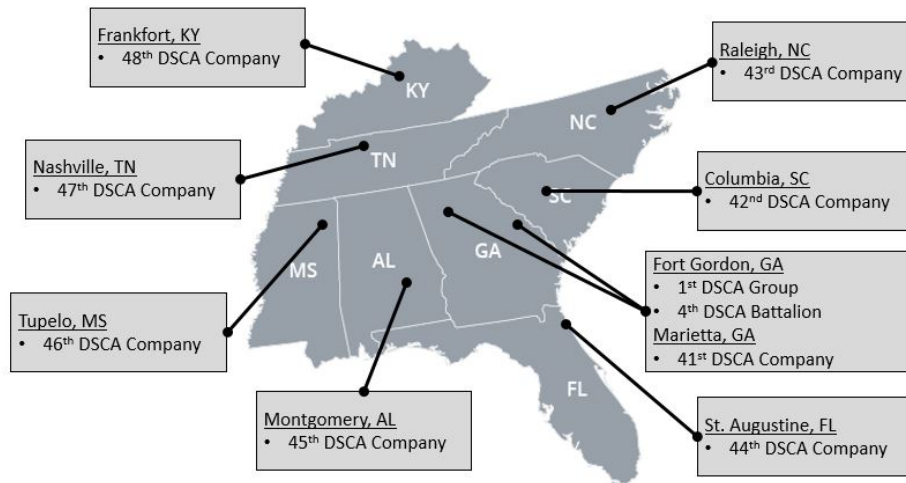 Frankfort, KY
• 48th DSCA Company
Raleigh, NC
• 43rd DSCA Company
KY
NC
TN
Nashville, TN
• 47th DSCA Company
Columbia, SC
• 42nd DSCA Company
SC
MS
AL
GA
Fort Gordon, GA
• 1st DSCA Group
• 4th DSCA Battalion
Marietta, GA
• 41st DSCA Company
Tupelo, MS
• 46th DSCA Company
FL
Montgomery, AL
• 45th DSCA Company
St. Augustine, FL
• 44th DSCA Company